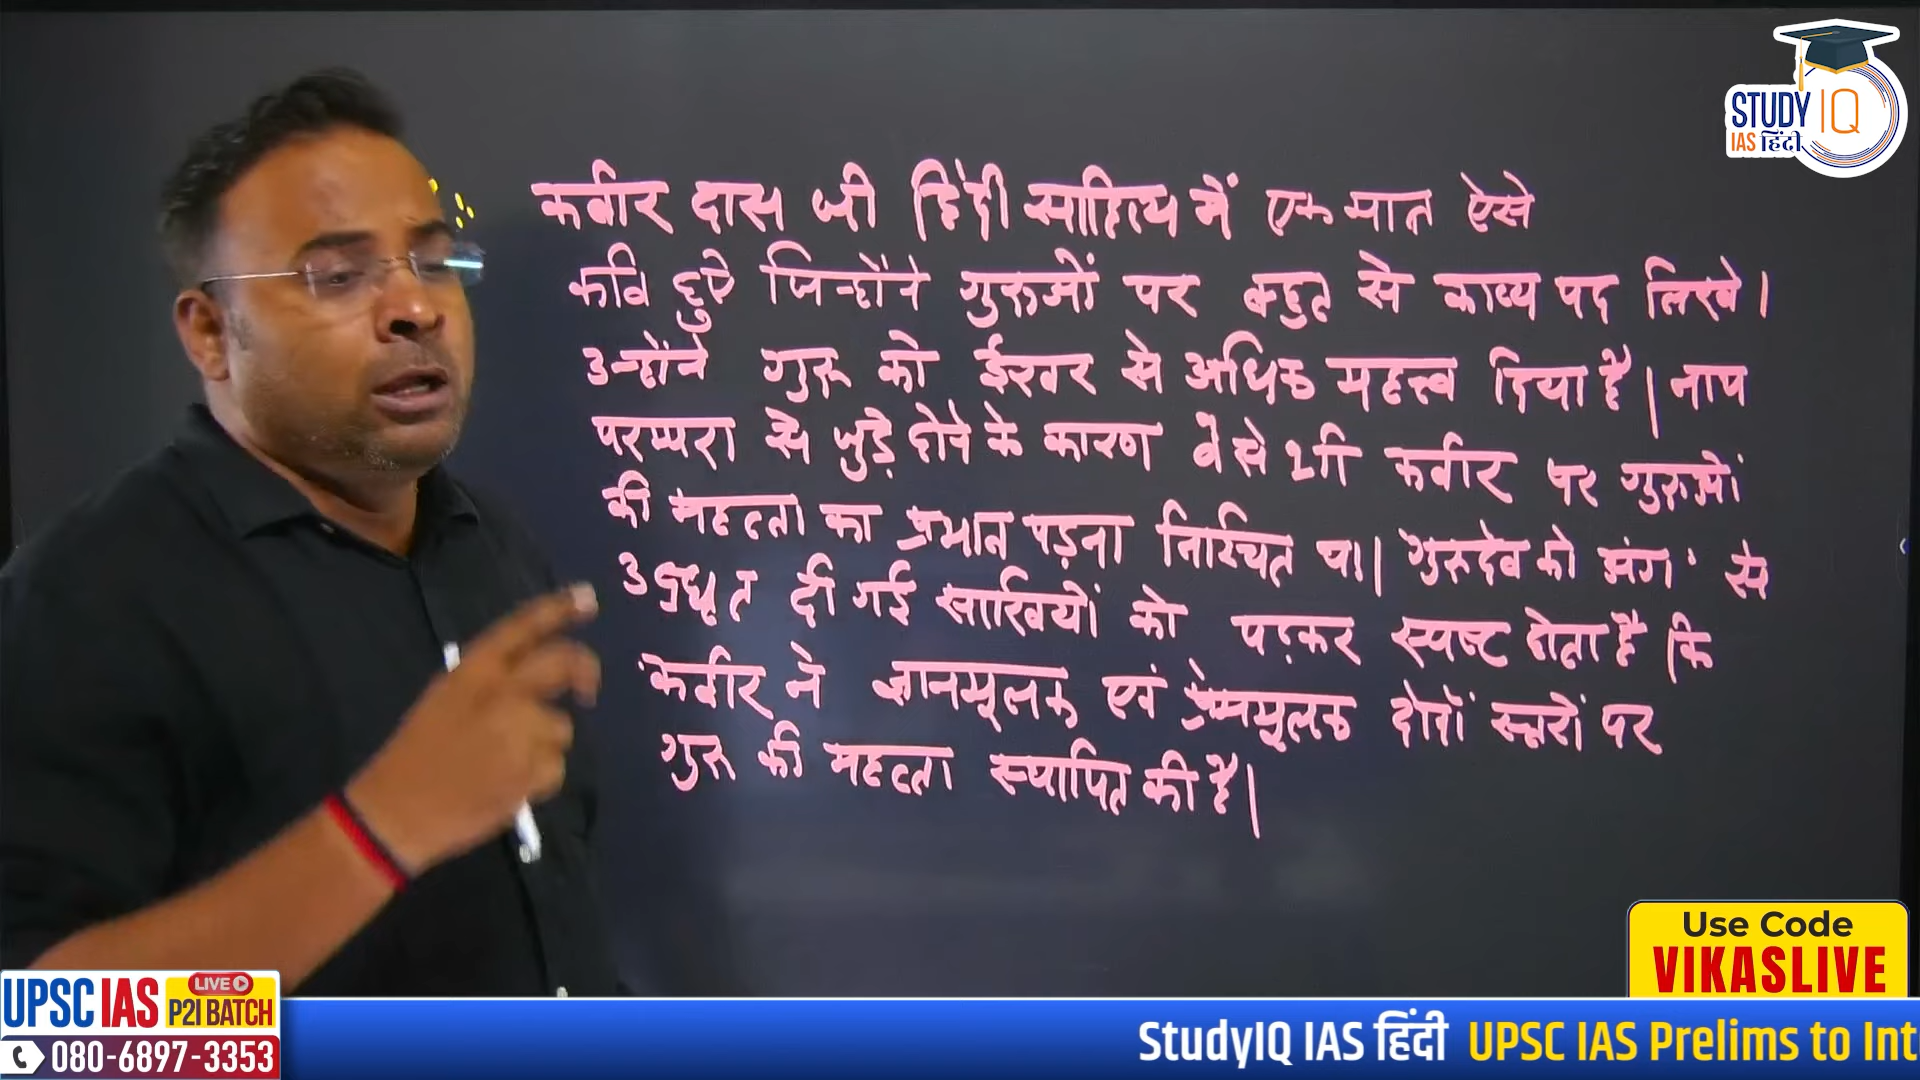 STUDY IQ
IAS हिंदी
कबीर दास जी हिंदी साहित्य में एकमात्र ऐसे
कवि हुऐ जिन्होंने गुरुओं पर बहुत से काव्य पद लिखे।
उन्होंने गुरू को ईश्वर से अधिक महत्त्व दिया है। नाथ
परम्परा से जुड़े होने के कारण वैसे भी कबीर पर गुरुओं
की महत्ता का प्रभाव पड़ना निश्चित था। गुरूदेव को अंग' से
उद्धृत दी गई साखियों को पड़कर स्पष्ट होता है कि
कबीर ने ज्ञानमूलक एवं प्रेममूलक दोनों स्तरों पर
गुरू की महत्ता स्थापित की है।
Use Code
VIKASLIVE
UPSC IAS LIVE P2I BATCH
080-6897-3353
StudyIQ IAS हिंदी UPSC IAS Prelims to Int